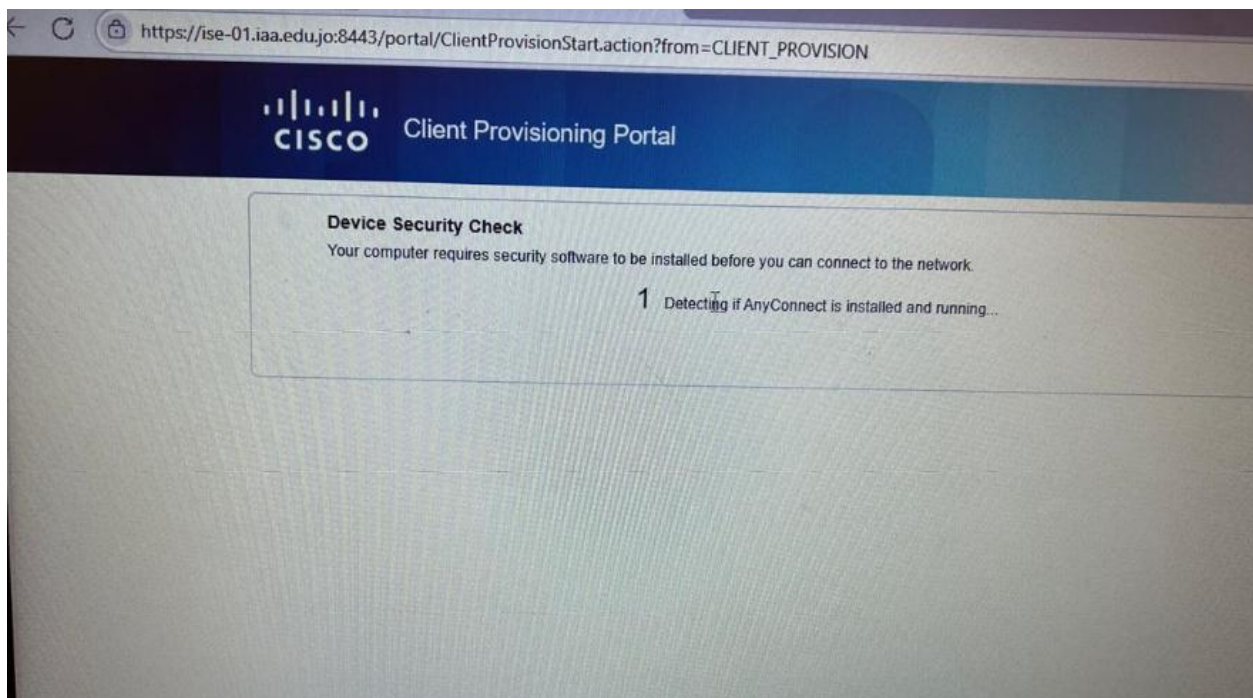 https://ise-01.iaa.edu.jo:8443/portal/ClientProvisionStart.action?from=CLIENT_PROVISION
CISCO Client Provisioning Portal
Device Security Check
Your computer requires security software to be installed before you can connect to the network.
1 Detecting if AnyConnect is installed and running...